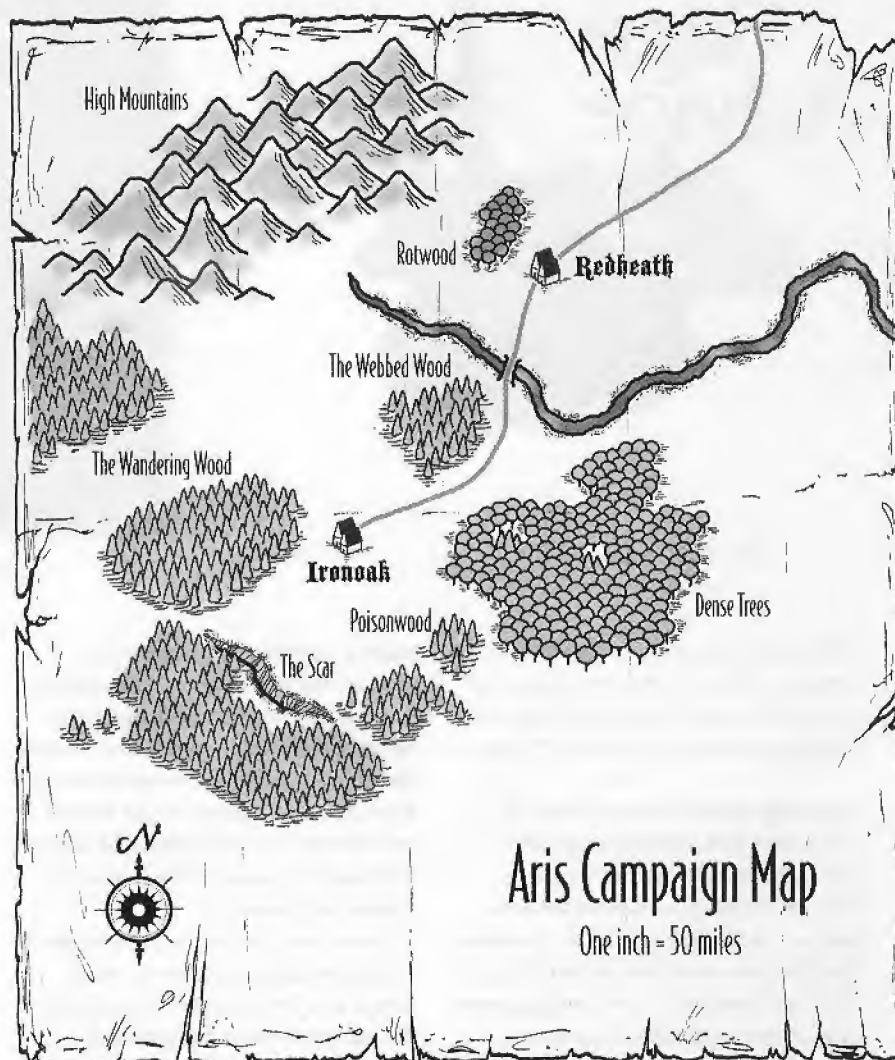 High Mountains
Rotwood
Redheath
The Webbed Wood
The Wandering Wood
Ironoak
Poisonwood
Dense Trees
The Scar
N
Aris Campaign Map
One inch = 50 miles